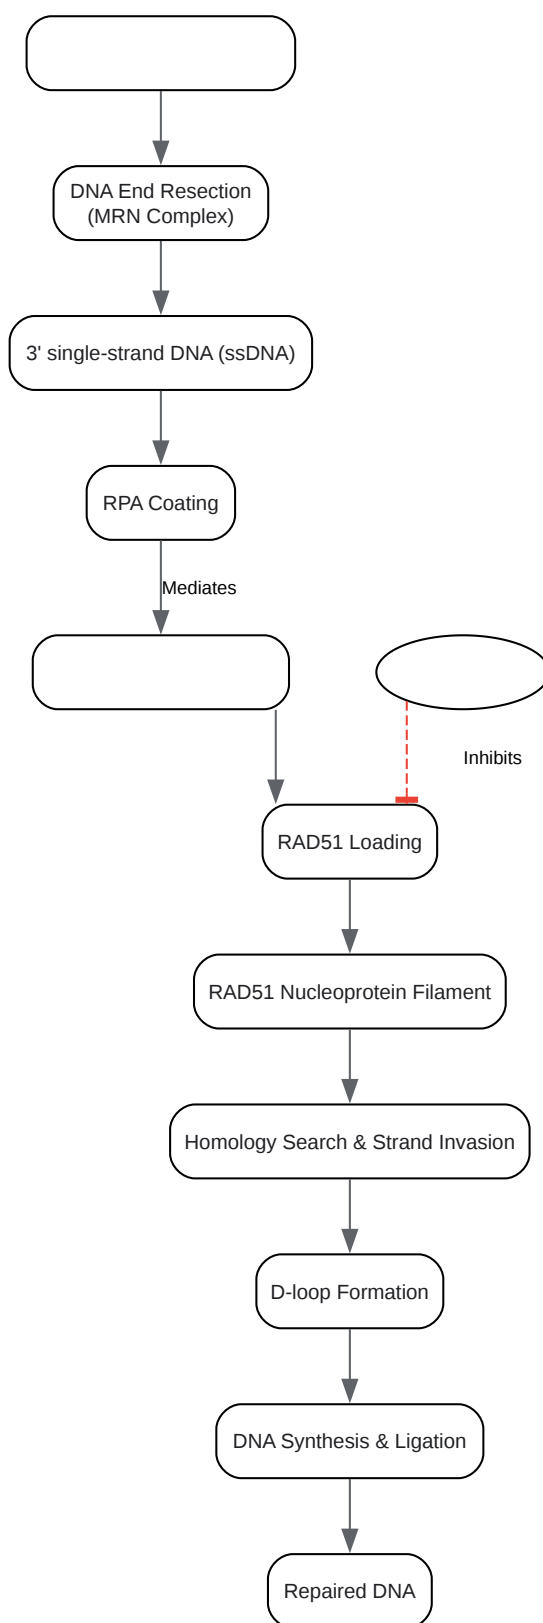 DNA End Resection
(MRN Complex)
3' single-strand DNA (ssDNA)
RPA Coating
Mediates
Inhibits
RAD51 Loading
RAD51 Nucleoprotein Filament
Homology Search & Strand Invasion
D-loop Formation
DNA Synthesis & Ligation
Repaired DNA